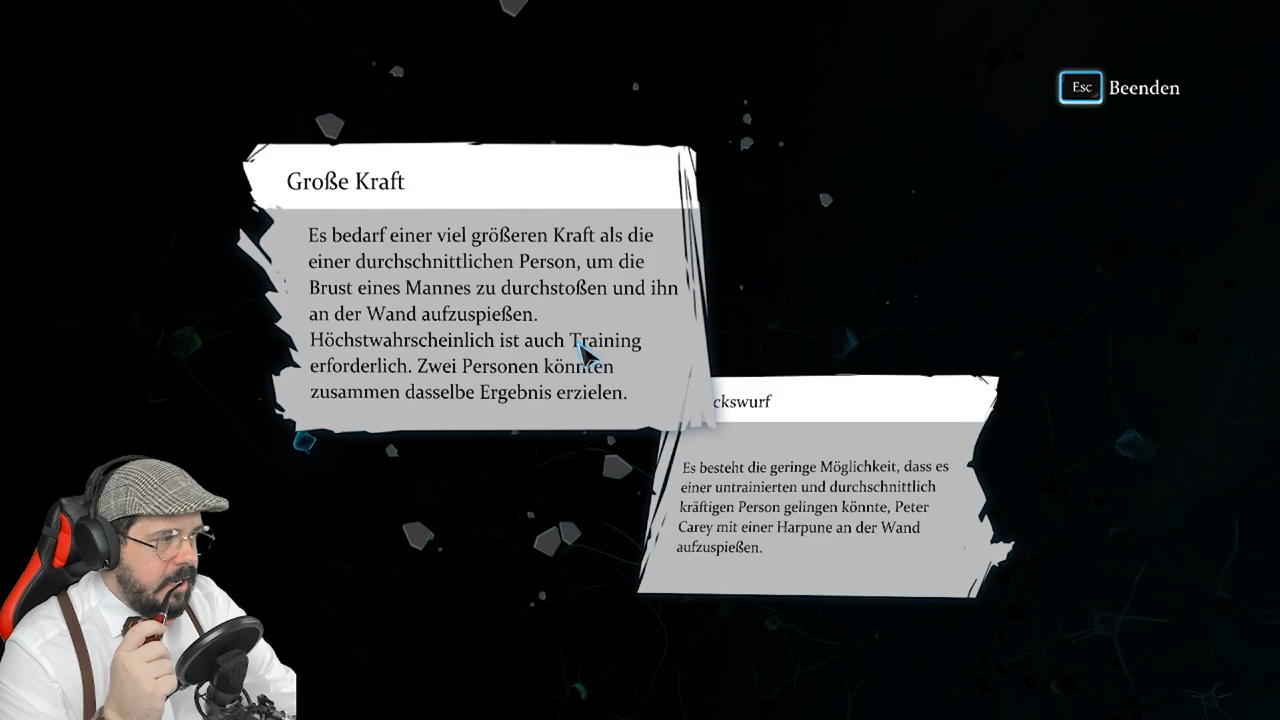 Esc Beenden
Große Kraft
Es bedarf einer viel größeren Kraft als die
einer durchschnittlichen Person, um die
Brust eines Mannes zu durchstoßen und ihn
an der Wand aufzuspießen.
Höchstwahrscheinlich ist auch Training
erforderlich. Zwei Personen könnten
zusammen dasselbe Ergebnis erzielen.
ckswurf
Es besteht die geringe Möglichkeit, dass es
einer untrainierten und durchschnittlich
kräftigen Person gelingen könnte, Peter
Carey mit einer Harpune an der Wand
aufzuspießen.